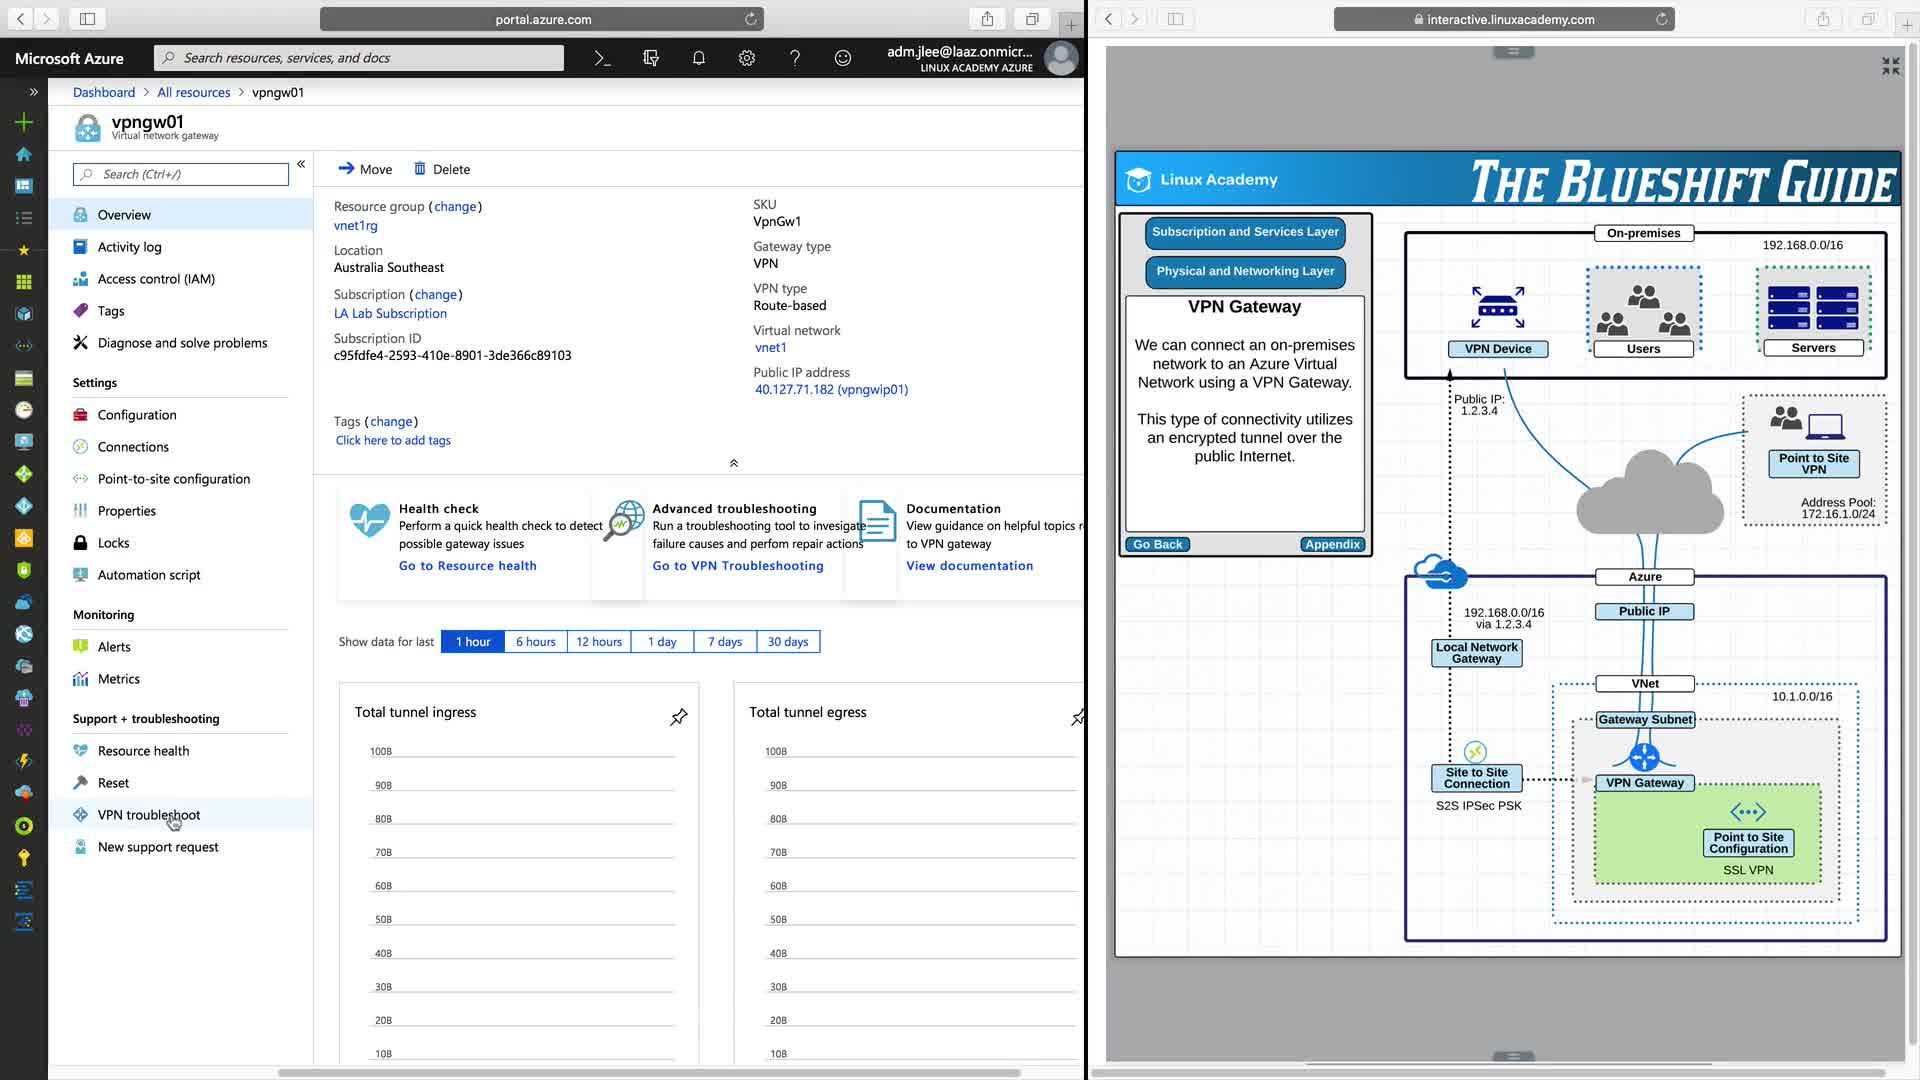 portal.azure.com
Microsoft Azure
Search resources, services, and docs
adm.jlee@laaz.onmicr...
LINUX ACADEMY AZURE
Dashboard > All resources > vpngw01
vpngw01
Virtual network gateway
Search (Ctrl+/)
Overview
Activity log
Access control (IAM)
Tags
Diagnose and solve problems
Settings
Configuration
Connections
Point-to-site configuration
Properties
Locks
Automation script
Monitoring
Alerts
Metrics
Support + troubleshooting
Resource health
Reset
VPN troubleshoot
New support request
Move
Delete
Resource group (change)
vnet1rg
Location
Australia Southeast
Subscription (change)
LA Lab Subscription
Subscription ID
c95fdfe4-2593-410e-8901-3de366c89103
SKU
VpnGw1
Gateway type
VPN
VPN type
Route-based
Virtual network
vnet1
Public IP address
40.127.71.182 (vpngwip01)
Tags (change)
Click here to add tags
Health check
Perform a quick health check to detect
possible gateway issues
Go to Resource health
Advanced troubleshooting
Run a troubleshooting tool to investigate
failure causes and perfom repair actions
Go to VPN Troubleshooting
Documentation
View guidance on helpful topics r
to VPN gateway
View documentation
Show data for last
1 hour
6 hours
12 hours
1 day
7 days
30 days
Total tunnel ingress
100B
90B
80B
70B
60B
50B
40B
30B
20B
10B
Total tunnel egress
100B
90B
80B
70B
60B
50B
40B
30B
20B
10B
interactive.linuxacademy.com
Linux Academy
THE BLUESHIFT GUIDE
Subscription and Services Layer
Physical and Networking Layer
VPN Gateway
We can connect an on-premises
network to an Azure Virtual
Network using a VPN Gateway.
This type of connectivity utilizes
an encrypted tunnel over the
public Internet.
Go Back
Appendix
On-premises
192.168.0.0/16
VPN Device
Users
Servers
Public IP:
1.2.3.4
Point to Site
VPN
Address Pool:
172.16.1.0/24
Azure
Public IP
192.168.0.0/16
via 1.2.3.4
Local Network
Gateway
VNet
10.1.0.0/16
Gateway Subnet
Site to Site
Connection
S2S IPSec PSK
VPN Gateway
Point to Site
Configuration
SSL VPN